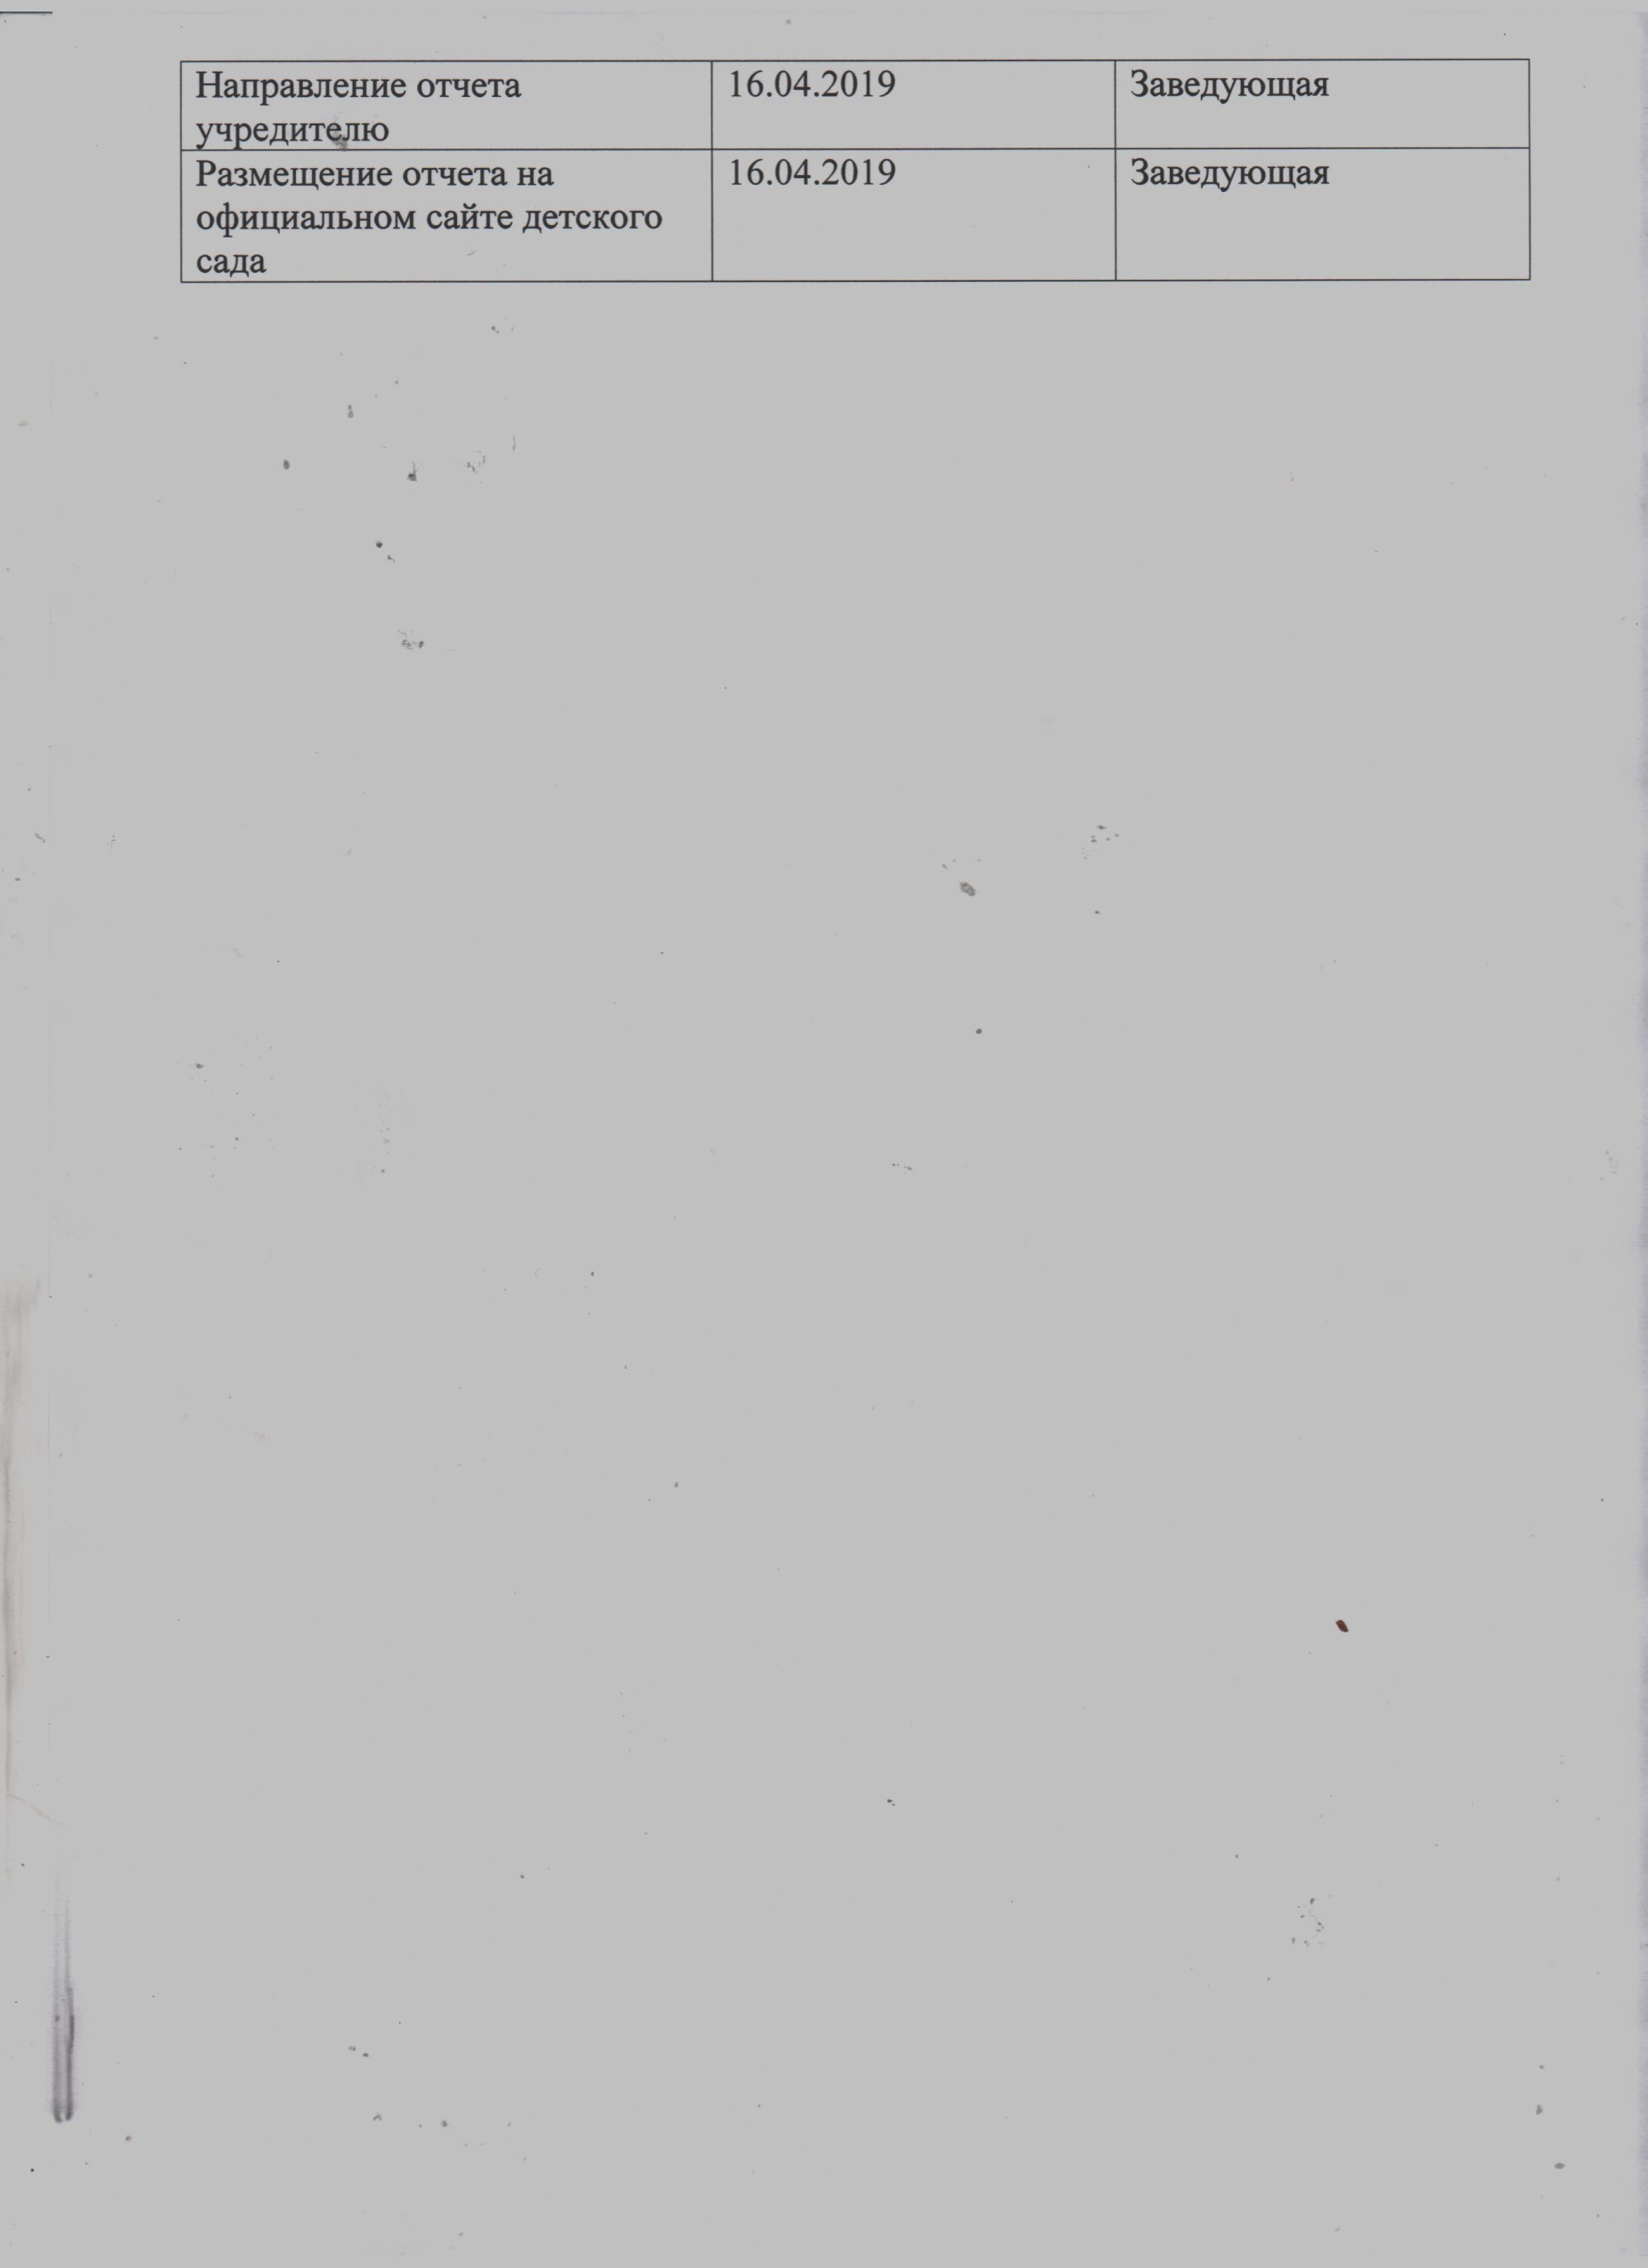 Направление отчета
учредителю
16.04.2019
Заведующая
Размещение отчета на
официальном сайте детского
сада
16.04.2019
Заведующая